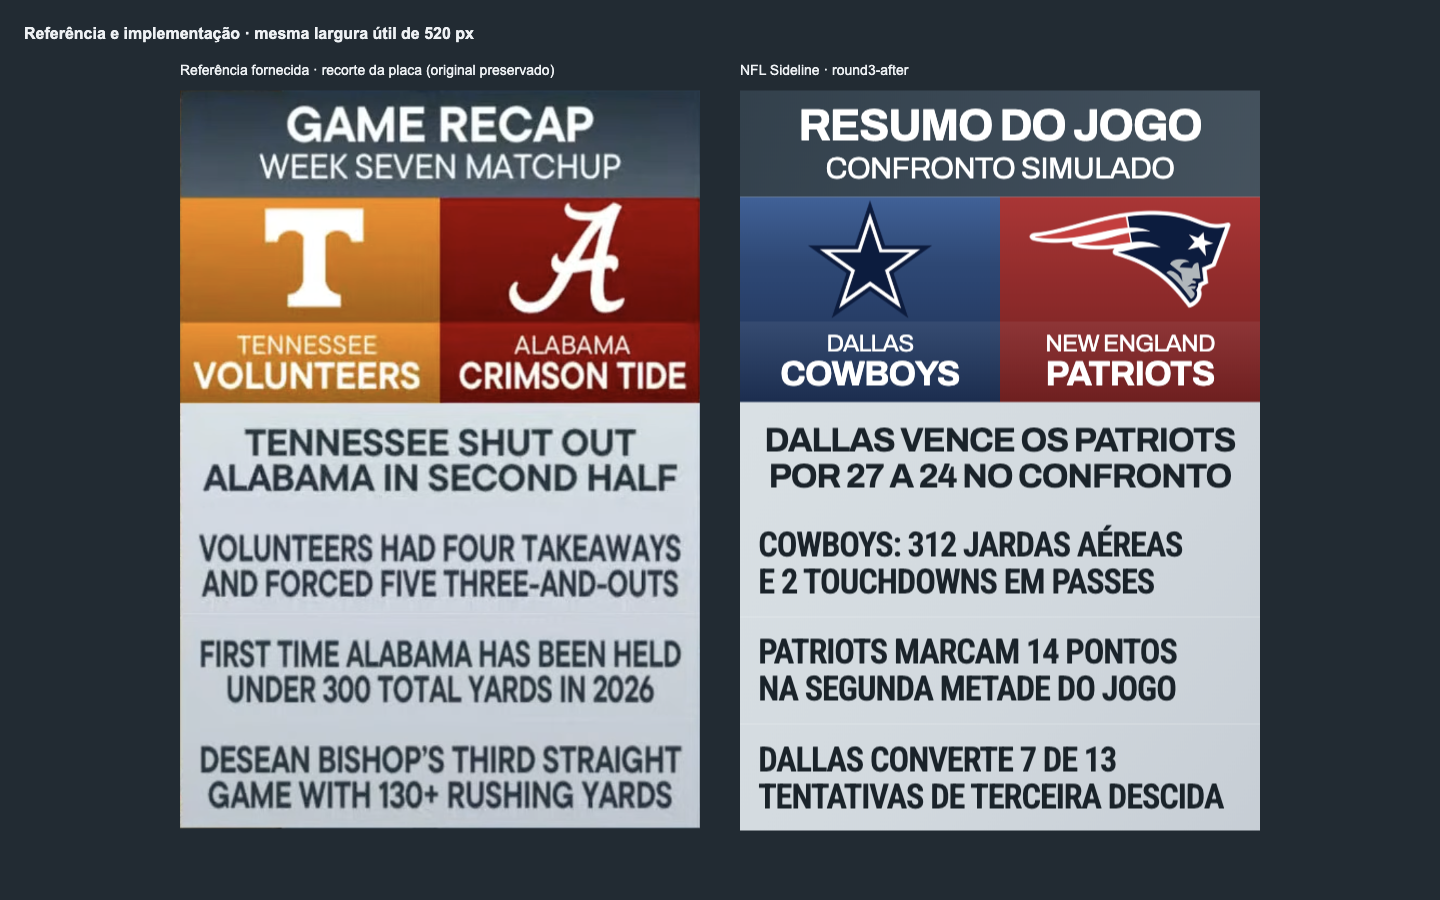 Referência e implementação · mesma largura útil de 520 px
Referência fornecida · recorte da placa (original preservado)
GAME RECAP
WEEK SEVEN MATCHUP
T
A
TENNESSEE
VOLUNTEERS
ALABAMA
CRIMSON TIDE
TENNESSEE SHUT OUT
ALABAMA IN SECOND HALF
VOLUNTEERS HAD FOUR TAKEAWAYS
AND FORCED FIVE THREE-AND-OUTS
FIRST TIME ALABAMA HAS BEEN HELD
UNDER 300 TOTAL YARDS IN 2026
DESEAN BISHOP'S THIRD STRAIGHT
GAME WITH 130+ RUSHING YARDS
NFL Sideline · round3-after
RESUMO DO JOGO
CONFRONTO SIMULADO
DALLAS
COWBOYS
NEW ENGLAND
PATRIOTS
DALLAS VENCE OS PATRIOTS
POR 27 A 24 NO CONFRONTO
COWBOYS: 312 JARDAS AÉREAS
E 2 TOUCHDOWNS EM PASSES
PATRIOTS MARCAM 14 PONTOS
NA SEGUNDA METADE DO JOGO
DALLAS CONVERTE 7 DE 13
TENTATIVAS DE TERCEIRA DESCIDA